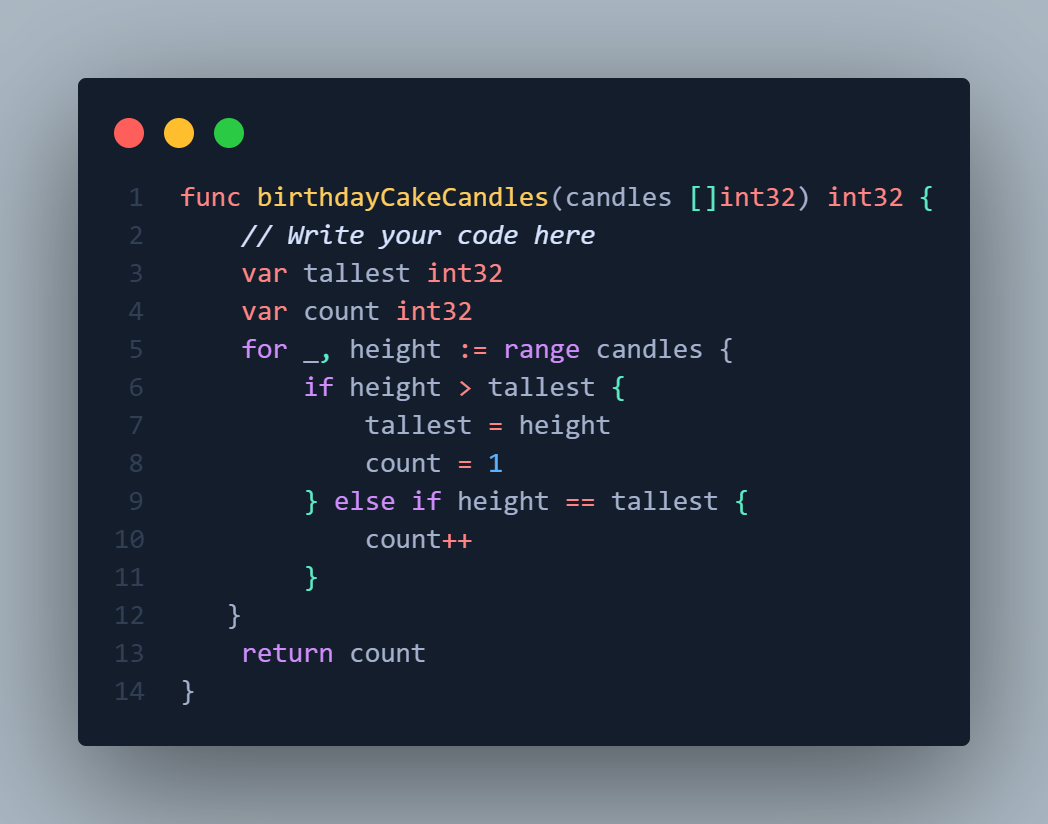 1 func birthdayCakeCandles(candles []int32) int32 {
2     // Write your code here
3     var tallest int32
4     var count int32
5     for _, height := range candles {
6         if height > tallest {
7             tallest = height
8             count = 1
9         } else if height == tallest {
10             count++
11         }
12    }
13     return count
14 }